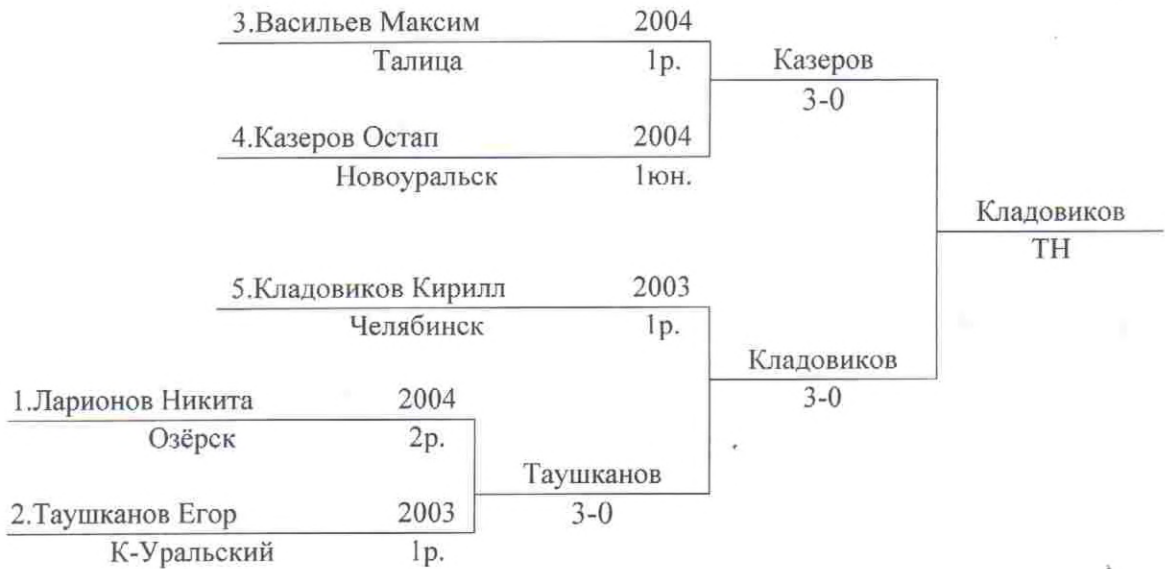 3.Васильев Максим 2004
Талица 1р.
Казеров
3-0
4.Казеров Остап 2004
Новоуральск 1юн.
Кладовиков
ТН
5.Кладовиков Кирилл 2003
Челябинск 1р.
Кладовиков
3-0
1.Ларионов Никита 2004
Озёрск 2р.
Таушканов
3-0
2.Таушканов Егор 2003
К-Уральский 1р.